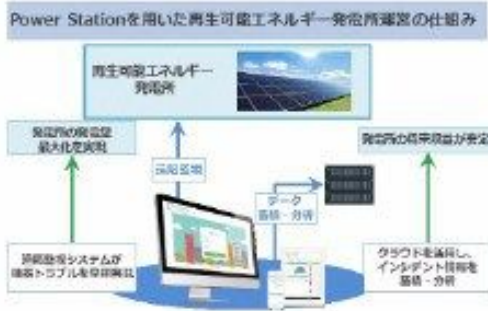 Power Stationを用いた再生可能エネルギー発電所運営の仕組み
再生可能エネルギー
発電所
発電所の発電量
最大化を実現
発電所の将来収益が安定
遠隔監視
データ
蓄積・分析
遠隔監視システムが
機器トラブルを早期発見
クラウドを活用し、
インシデント情報を
蓄積・分析